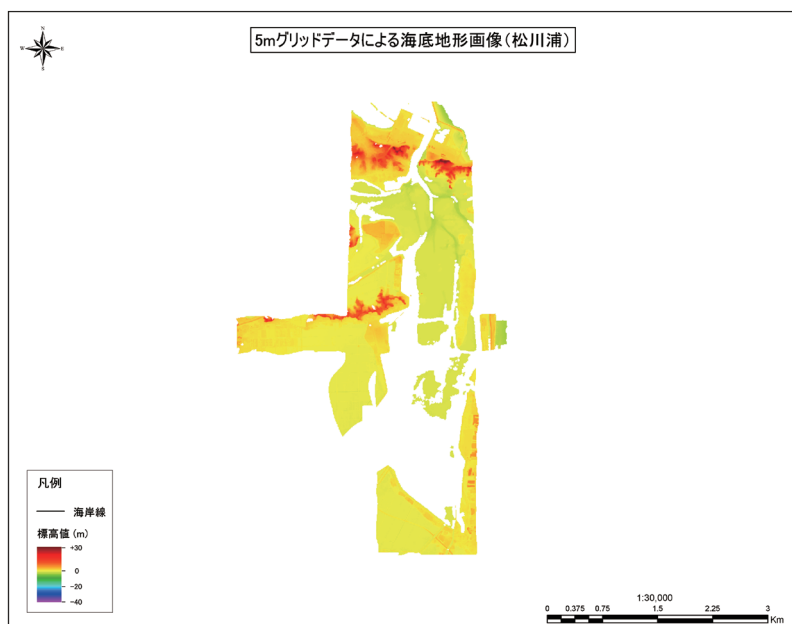 5mグリッドデータによる海底地形画像(松川浦)
N
W E
S
凡例
海岸線
標高値 (m)
+30
0
-20
-40
1:30,000
0 0.375 0.75 1.5 2.25 3
Km